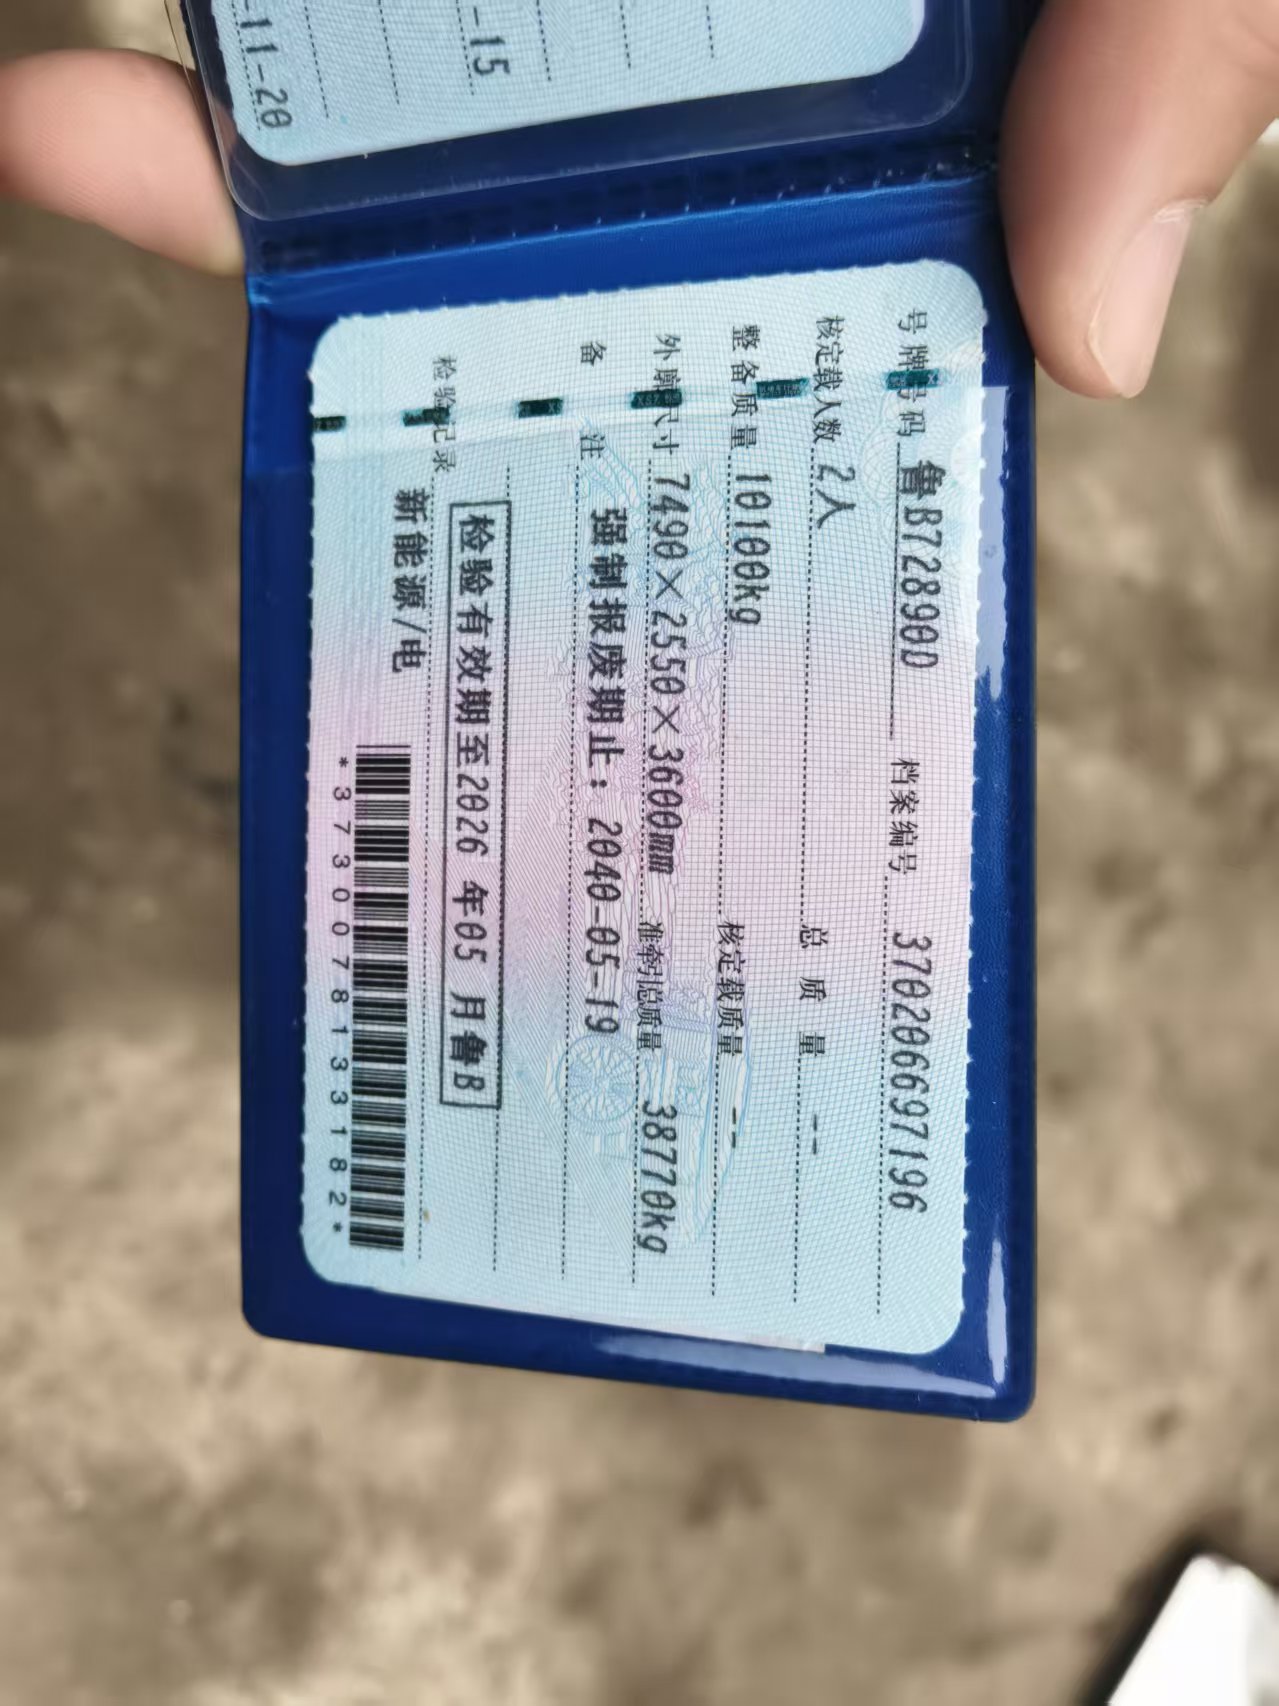 -11-20
-15
号牌号码 鲁B72890D 档案编号 370206697196
核定载人数 2人 总质量 --
整备质量 10100kg 核定载质量 --
外廓尺寸 7490×2550×3600mm 准牵引总质量 38770kg
备注 强制报废期止：2040-05-19
检验有效期至2026年05月鲁B
检验记录
新能源/电
*3730078133182*